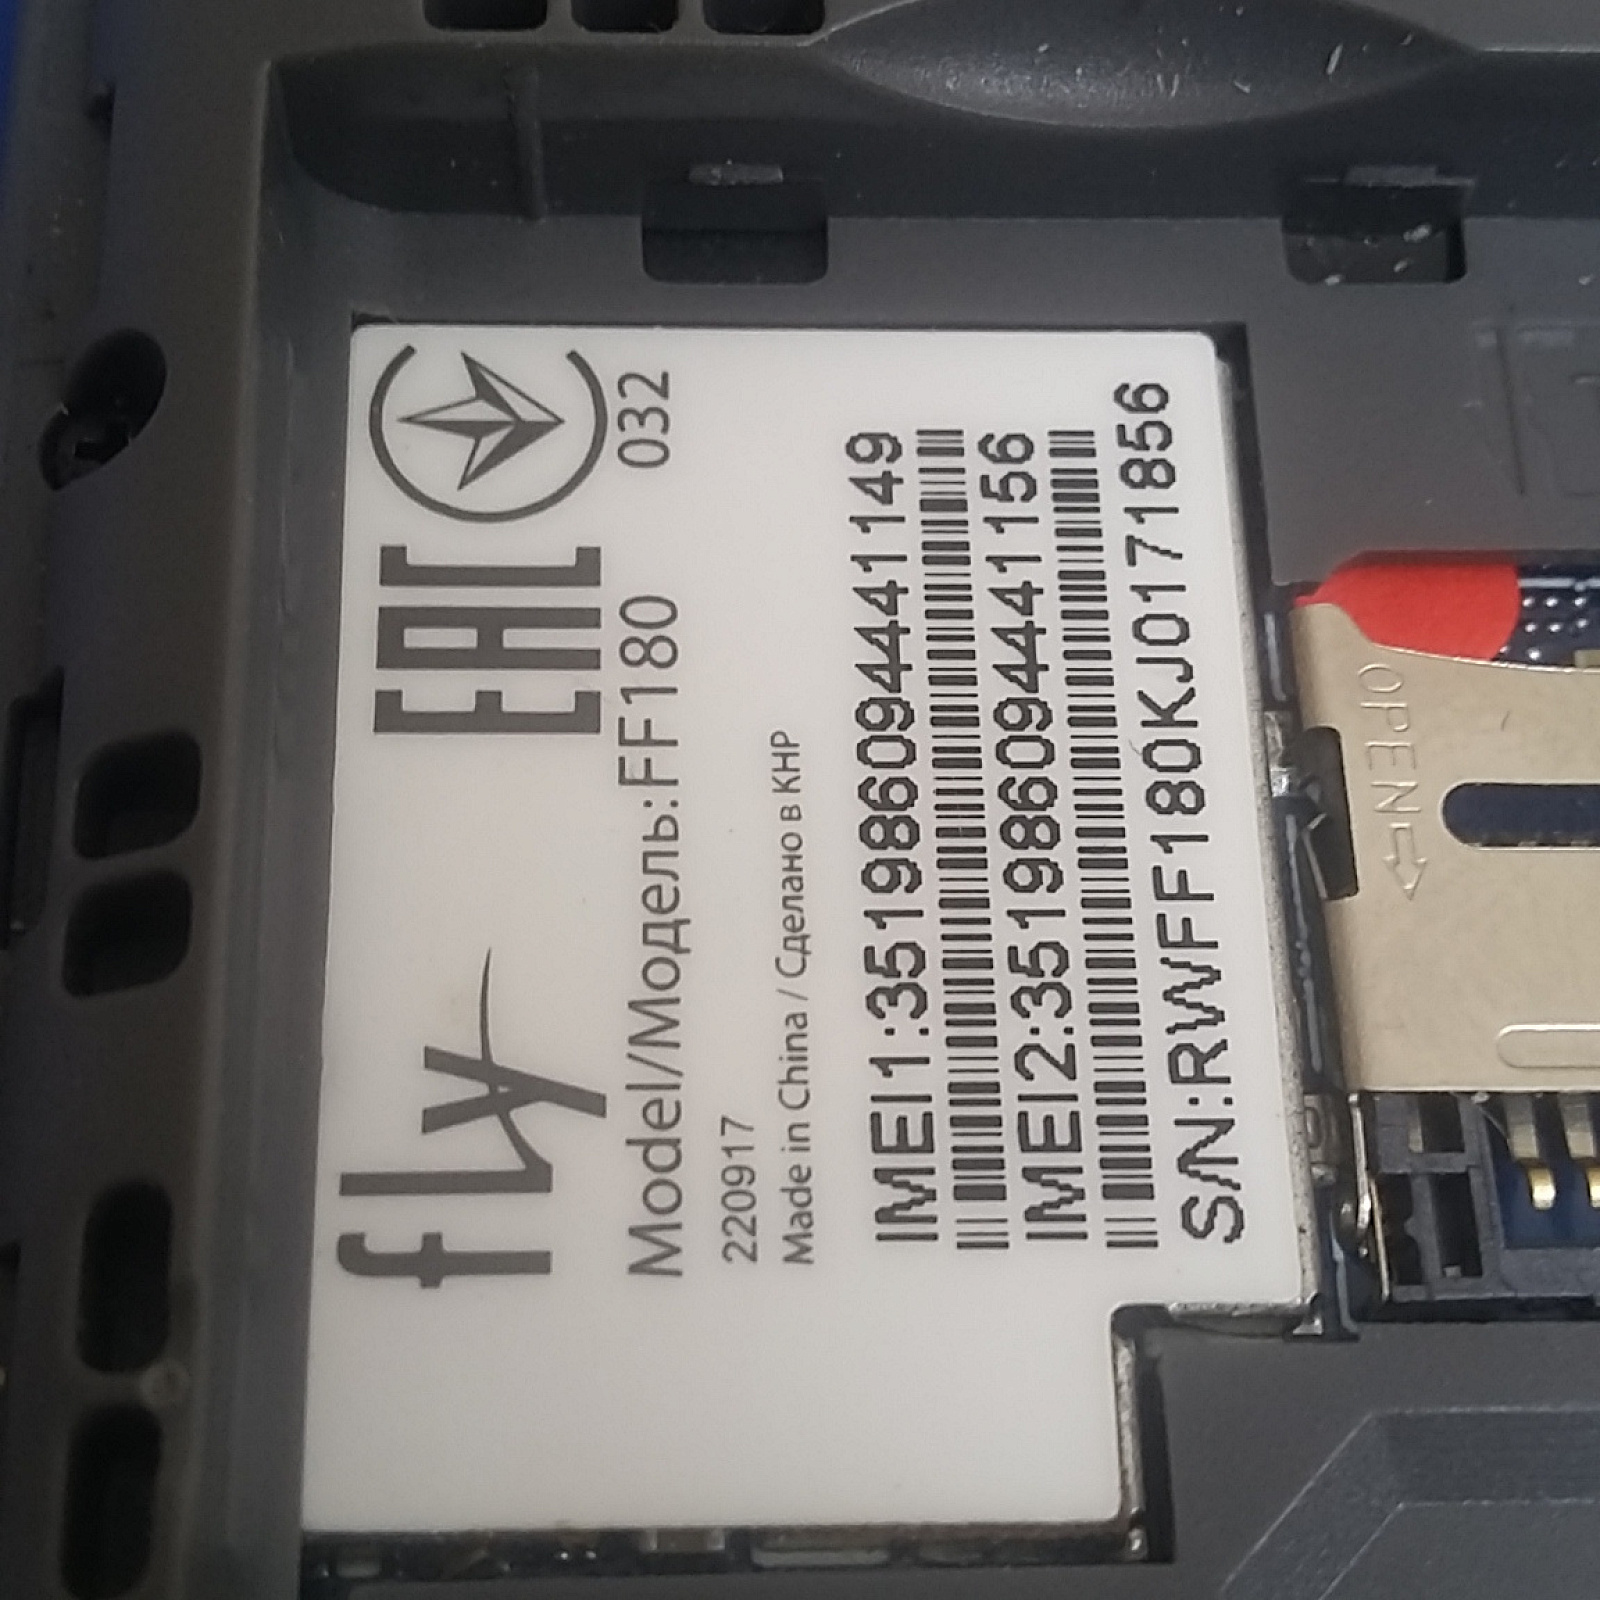 fly
EAC
032
Model/Модель:FF180
220917
Made in China / Сделано в КНР
IMEI1:351986094441149
IMEI2:351986094441156
S/N:RWFF180KJ0171856
OPEN